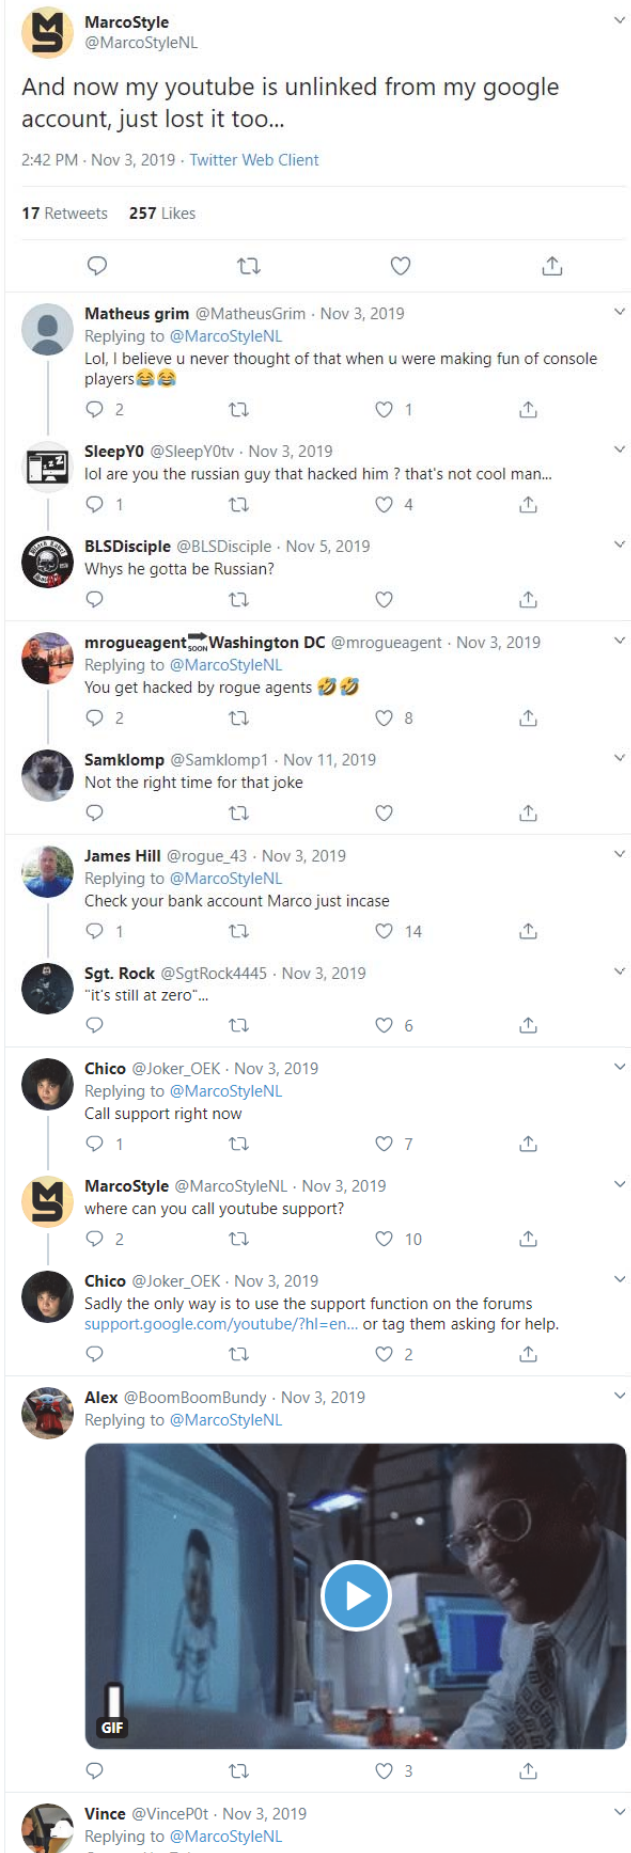 MarcoStyle
@MarcoStyleNL
And now my youtube is unlinked from my google
account, just lost it too...
2:42 PM · Nov 3, 2019 · Twitter Web Client
17 Retweets 257 Likes
Matheus grim @MatheusGrim · Nov 3, 2019
Replying to @MarcoStyleNL
Lol, I believe u never thought of that when u were making fun of console
players😂😂
2 1
SleepY0 @SleepY0tv · Nov 3, 2019
lol are you the russian guy that hacked him ? that's not cool man...
1 4
BLSDisciple @BLSDisciple · Nov 5, 2019
Whys he gotta be Russian?
mrogueagent🔜Washington DC @mrogueagent · Nov 3, 2019
Replying to @MarcoStyleNL
You get hacked by rogue agents 🤣🤣
2 8
Samklomp @Samklomp1 · Nov 11, 2019
Not the right time for that joke
James Hill @rogue_43 · Nov 3, 2019
Replying to @MarcoStyleNL
Check your bank account Marco just incase
1 14
Sgt. Rock @SgtRock4445 · Nov 3, 2019
"it's still at zero"...
6
Chico @Joker_OEK · Nov 3, 2019
Replying to @MarcoStyleNL
Call support right now
1 7
MarcoStyle @MarcoStyleNL · Nov 3, 2019
where can you call youtube support?
2 10
Chico @Joker_OEK · Nov 3, 2019
Sadly the only way is to use the support function on the forums
support.google.com/youtube/?hl=en... or tag them asking for help.
2
Alex @BoomBoomBundy · Nov 3, 2019
Replying to @MarcoStyleNL
GIF
3
Vince @VinceP0t · Nov 3, 2019
Replying to @MarcoStyleNL